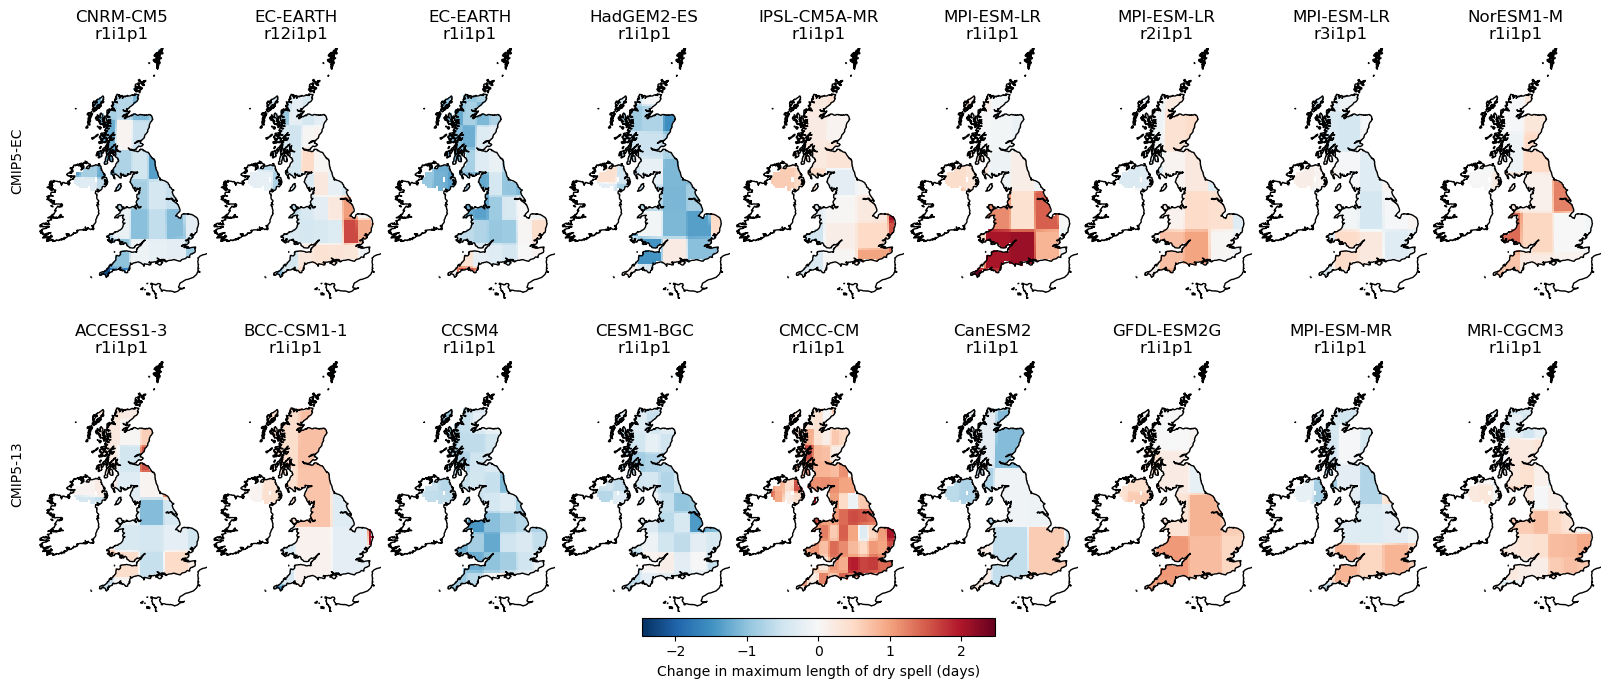 CNRM-CM5 EC-EARTH EC-EARTH HadGEM2-ES IPSL-CM5A-MR MPI-ESM-LR MPI-ESM-LR MPI-ESM-LR NorESM1-M
r1i1p1 r12i1p1 r1i1p1 r1i1p1 r1i1p1 r1i1p1 r2i1p1 r3i1p1 r1i1p1
CMIP5-EC
ACCESS1-3 BCC-CSM1-1 CCSM4 CESM1-BGC CMCC-CM CanESM2 GFDL-ESM2G MPI-ESM-MR MRI-CGCM3
r1i1p1 r1i1p1 r1i1p1 r1i1p1 r1i1p1 r1i1p1 r1i1p1 r1i1p1 r1i1p1
CMIP5-13
−2 −1 0 1 2
Change in maximum length of dry spell (days)